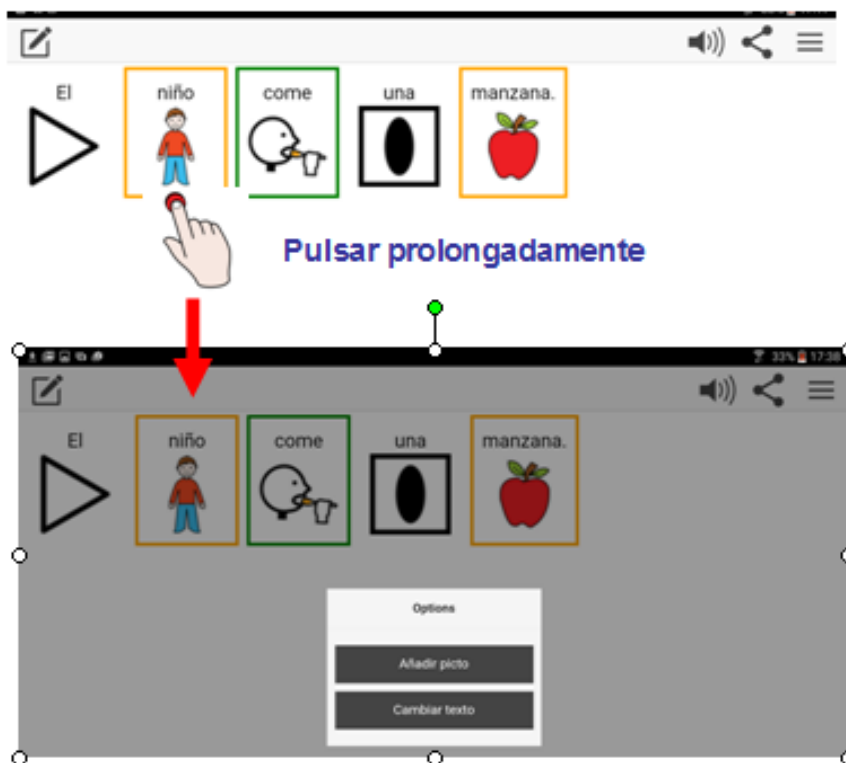 El niño come una manzana.
Pulsar prolongadamente
33% 17:38
El niño come una manzana.
Options
Añadir picto
Cambiar texto